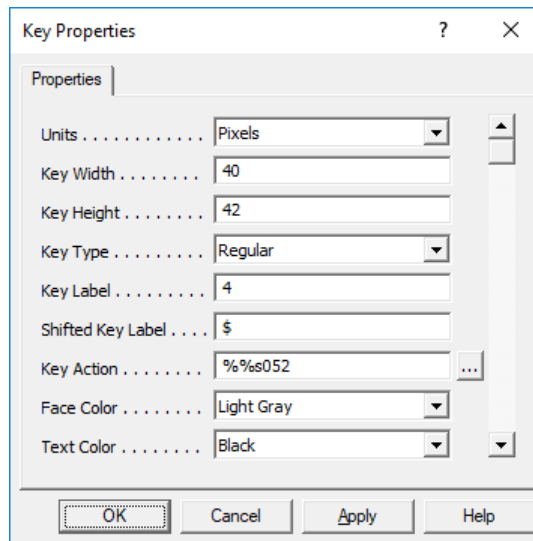 Key Properties ? ×
Properties
Units . . . . . . . . . . . . Pixels
Key Width . . . . . . . . 40
Key Height . . . . . . . . 42
Key Type . . . . . . . . . Regular
Key Label . . . . . . . . . 4
Shifted Key Label . . . . $
Key Action . . . . . . . . %%s052 ...
Face Color . . . . . . . . Light Gray
Text Color . . . . . . . . Black
OK Cancel Apply Help